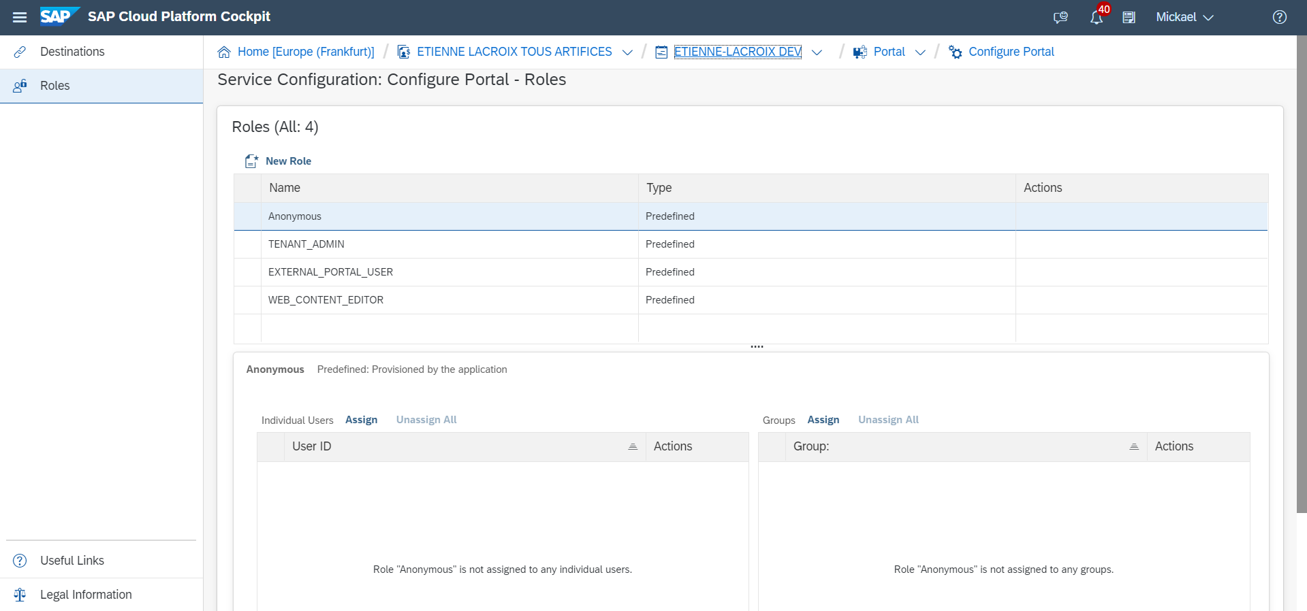 SAP SAP Cloud Platform Cockpit 40 Mickael
Destinations
Roles
Useful Links
Legal Information
Home [Europe (Frankfurt)] / ETIENNE LACROIX TOUS ARTIFICES / ETIENNE-LACROIX DEV / Portal / Configure Portal
Service Configuration: Configure Portal - Roles
Roles (All: 4)
New Role
Name Type Actions
Anonymous Predefined
TENANT_ADMIN Predefined
EXTERNAL_PORTAL_USER Predefined
WEB_CONTENT_EDITOR Predefined
Anonymous Predefined: Provisioned by the application
Individual Users Assign Unassign All
User ID Actions
Role "Anonymous" is not assigned to any individual users.
Groups Assign Unassign All
Group: Actions
Role "Anonymous" is not assigned to any groups.